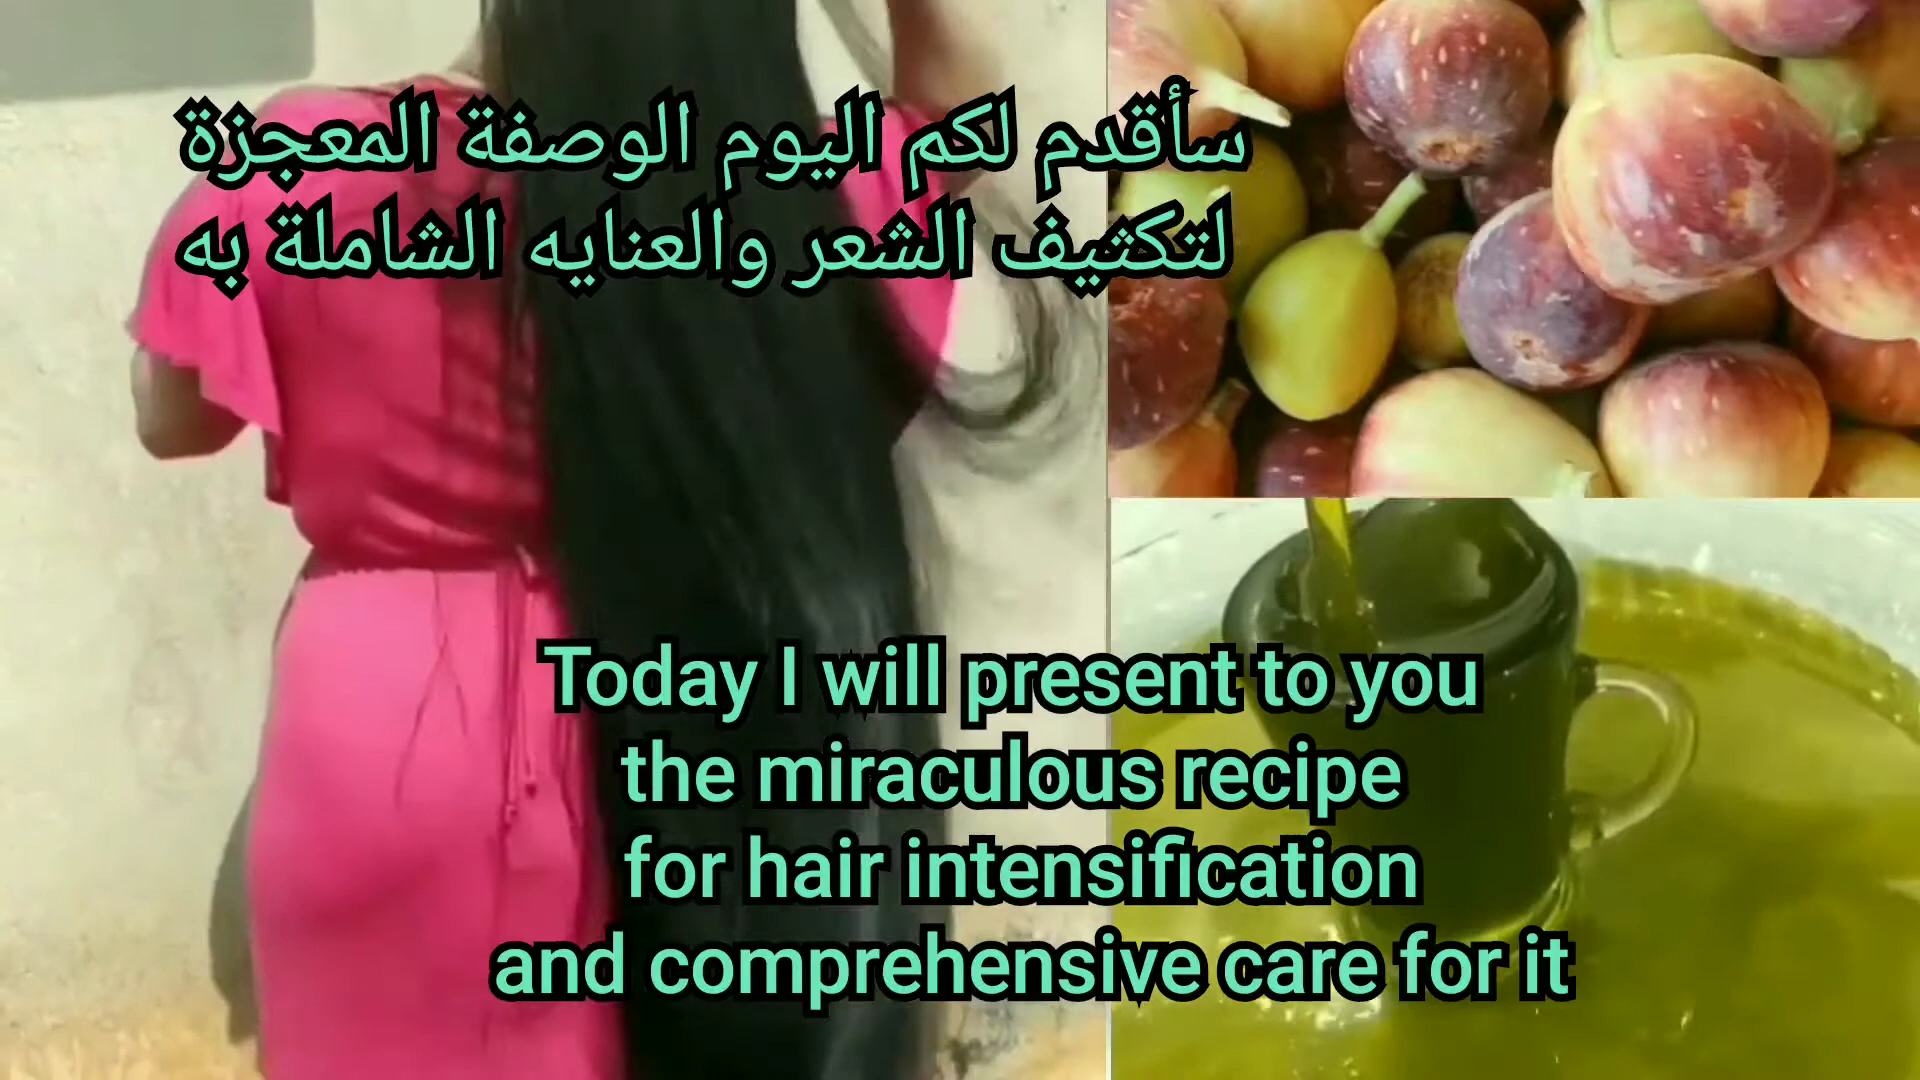 سأقدم لكم اليوم الوصفة المعجزة
لتكثيف الشعر والعنايه الشاملة به
Today I will present to you
the miraculous recipe
for hair intensification
and comprehensive care for it